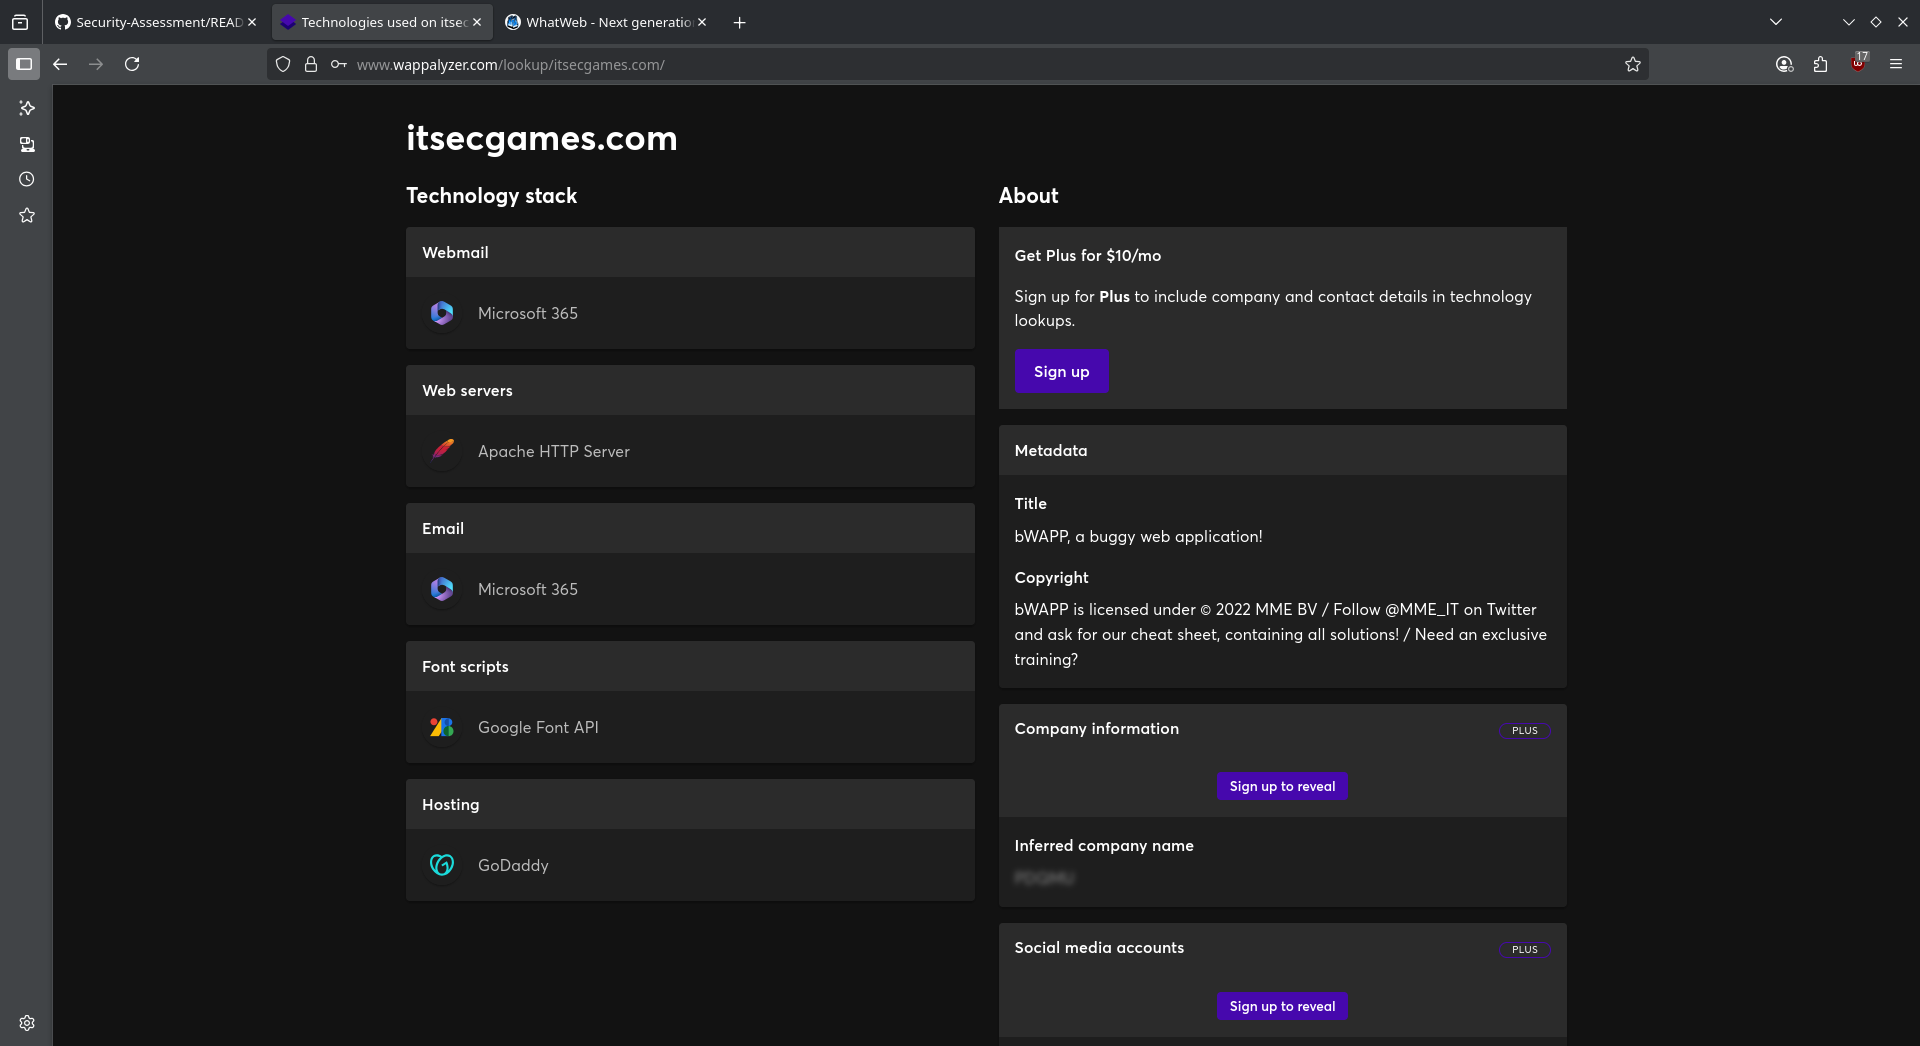 Security-Assessment/READ
Technologies used on itsec
WhatWeb - Next generatio
www.wappalyzer.com/lookup/itsecgames.com/
17
itsecgames.com
Technology stack
Webmail
Microsoft 365
Web servers
Apache HTTP Server
Email
Microsoft 365
Font scripts
Google Font API
Hosting
GoDaddy
About
Get Plus for $10/mo
Sign up for Plus to include company and contact details in technology
lookups.
Sign up
Metadata
Title
bWAPP, a buggy web application!
Copyright
bWAPP is licensed under © 2022 MME BV / Follow @MME_IT on Twitter
and ask for our cheat sheet, containing all solutions! / Need an exclusive
training?
Company information
PLUS
Sign up to reveal
Inferred company name
Social media accounts
PLUS
Sign up to reveal